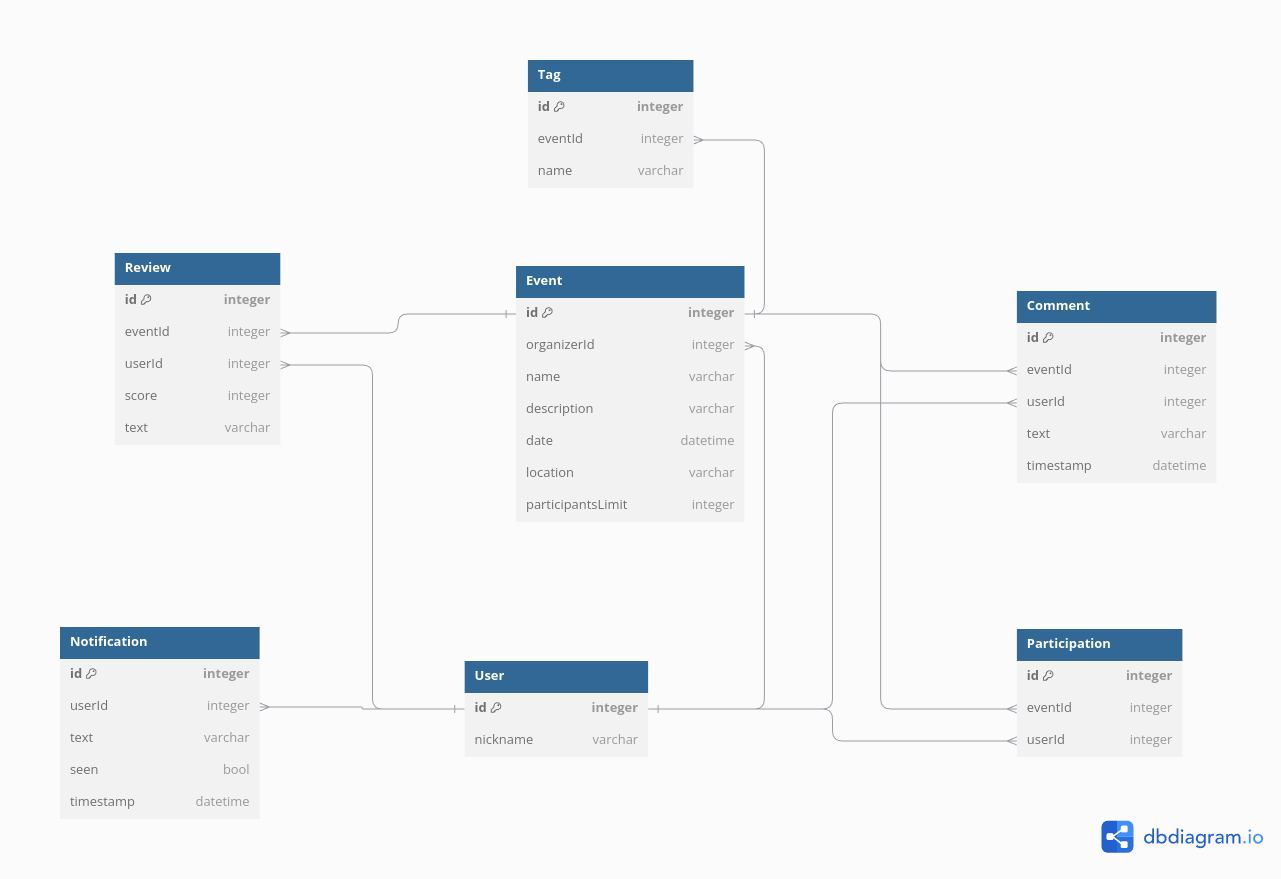 Tag
id integer
eventId integer
name varchar
Review
id integer
eventId integer
userId integer
score integer
text varchar
Event
id integer
organizerId integer
name varchar
description varchar
date datetime
location varchar
participantsLimit integer
Comment
id integer
eventId integer
userId integer
text varchar
timestamp datetime
Notification
id integer
userId integer
text varchar
seen bool
timestamp datetime
User
id integer
nickname varchar
Participation
id integer
eventId integer
userId integer
dbdiagram.io